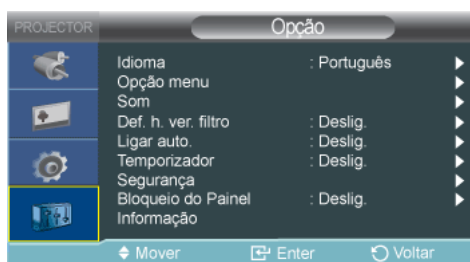 PROJECTOR Opção
Idioma : Português
Opção menu
Som
Def. h. ver. filtro : Deslig.
Ligar auto. : Deslig.
Temporizador : Deslig.
Segurança
Bloqueio do Painel : Deslig.
Informação
Mover Enter Voltar